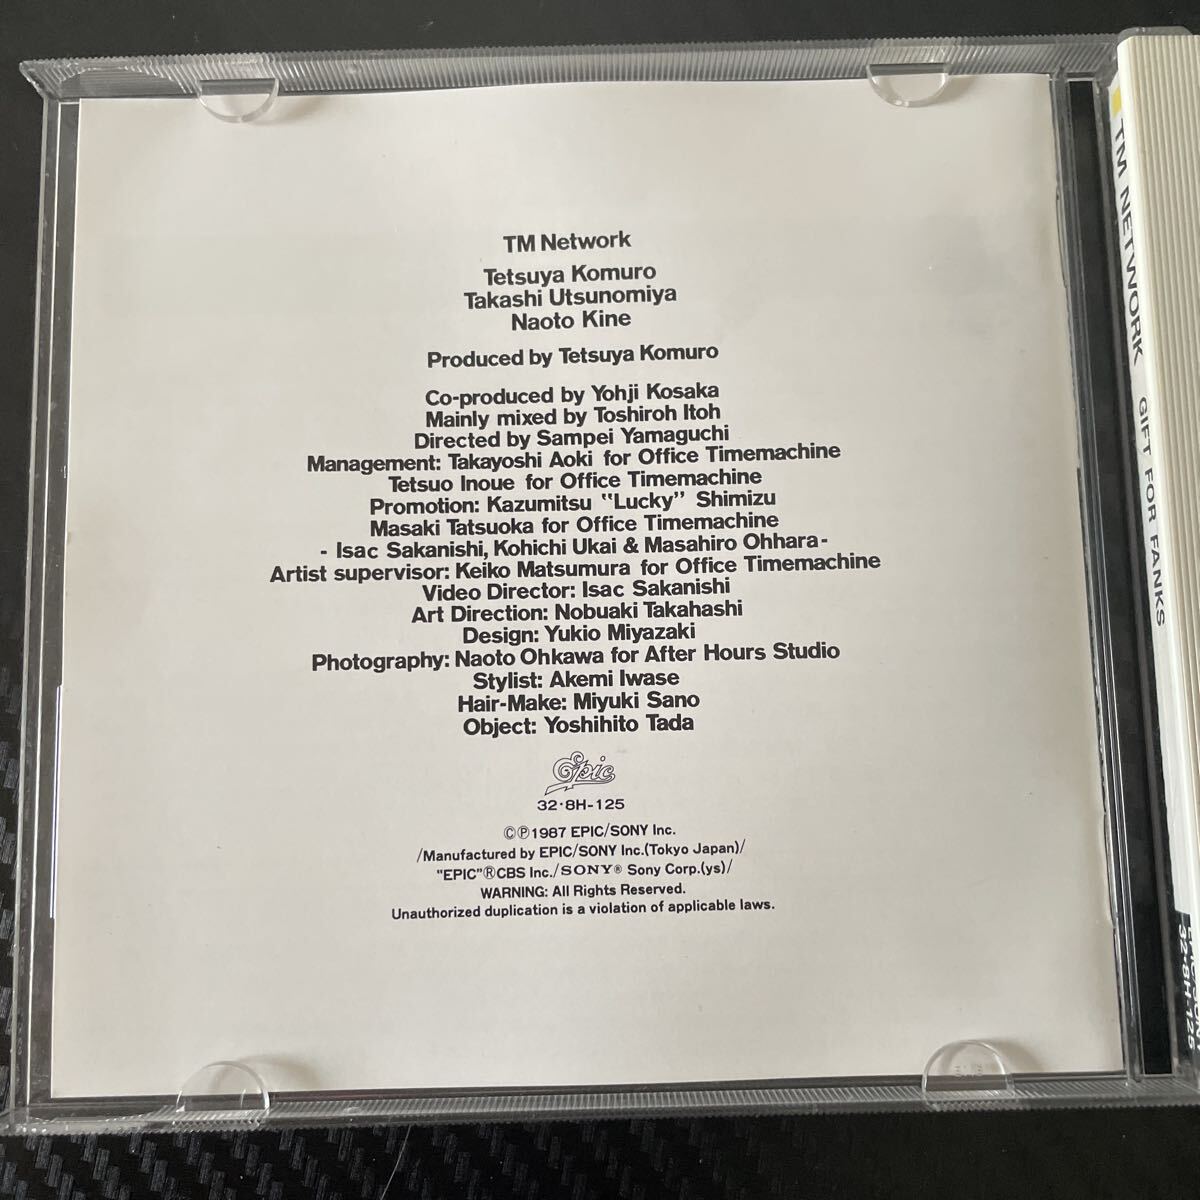 TM Network
Tetsuya Komuro
Takashi Utsunomiya
Naoto Kine
Produced by Tetsuya Komuro
Co-produced by Yohji Kosaka
Mainly mixed by Toshiroh Itoh
Directed by Sampei Yamaguchi
Management: Takayoshi Aoki for Office Timemachine
Tetsuo Inoue for Office Timemachine
Promotion: Kazumitsu "Lucky" Shimizu
Masaki Tatsuoka for Office Timemachine
- Isac Sakanishi, Kohichi Ukai & Masahiro Ohhara-
Artist supervisor: Keiko Matsumura for Office Timemachine
Video Director: Isac Sakanishi
Art Direction: Nobuaki Takahashi
Design: Yukio Miyazaki
Photography: Naoto Ohkawa for After Hours Studio
Stylist: Akemi Iwase
Hair-Make: Miyuki Sano
Object: Yoshihito Tada
Epic
32·8H-125
©℗1987 EPIC/SONY Inc.
/Manufactured by EPIC/SONY Inc.(Tokyo Japan)/
"EPIC"®CBS Inc./SONY® Sony Corp.(ys)/
WARNING: All Rights Reserved.
Unauthorized duplication is a violation of applicable laws.
TM NETWORK GIFT FOR FANKS
32·8H-125